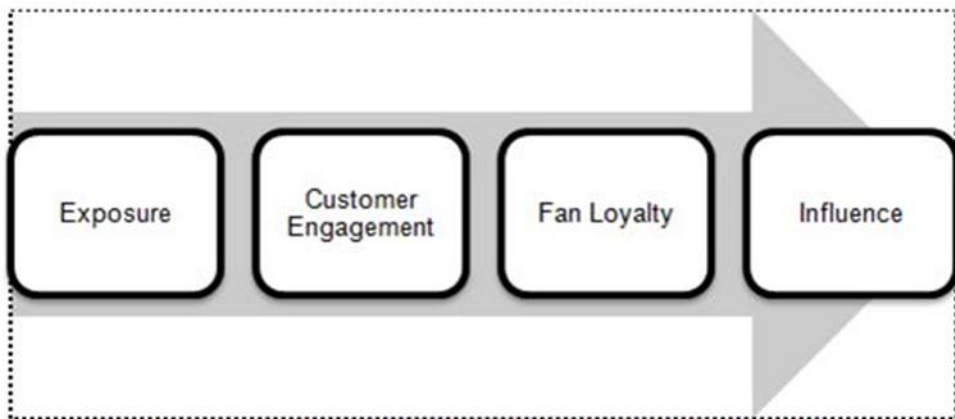 Exposure
Customer
Engagement
Fan Loyalty
Influence